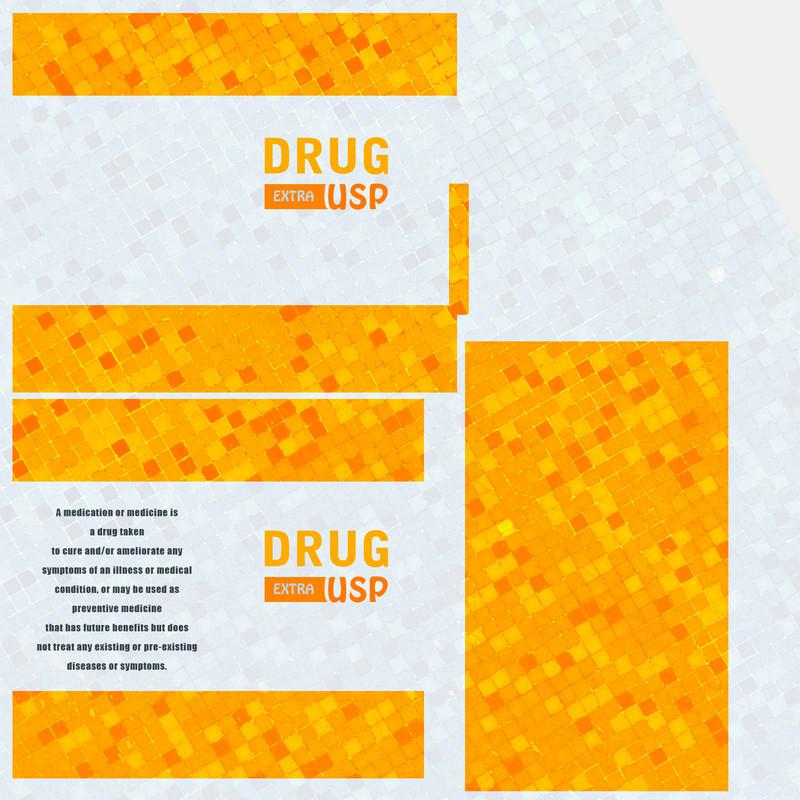 DRUG
EXTRA USP
A medication or medicine is
a drug taken
to cure and/or ameliorate any
symptoms of an illness or medical
condition, or may be used as
preventive medicine
that has future benefits but does
not treat any existing or pre-existing
diseases or symptoms.
DRUG
EXTRA USP